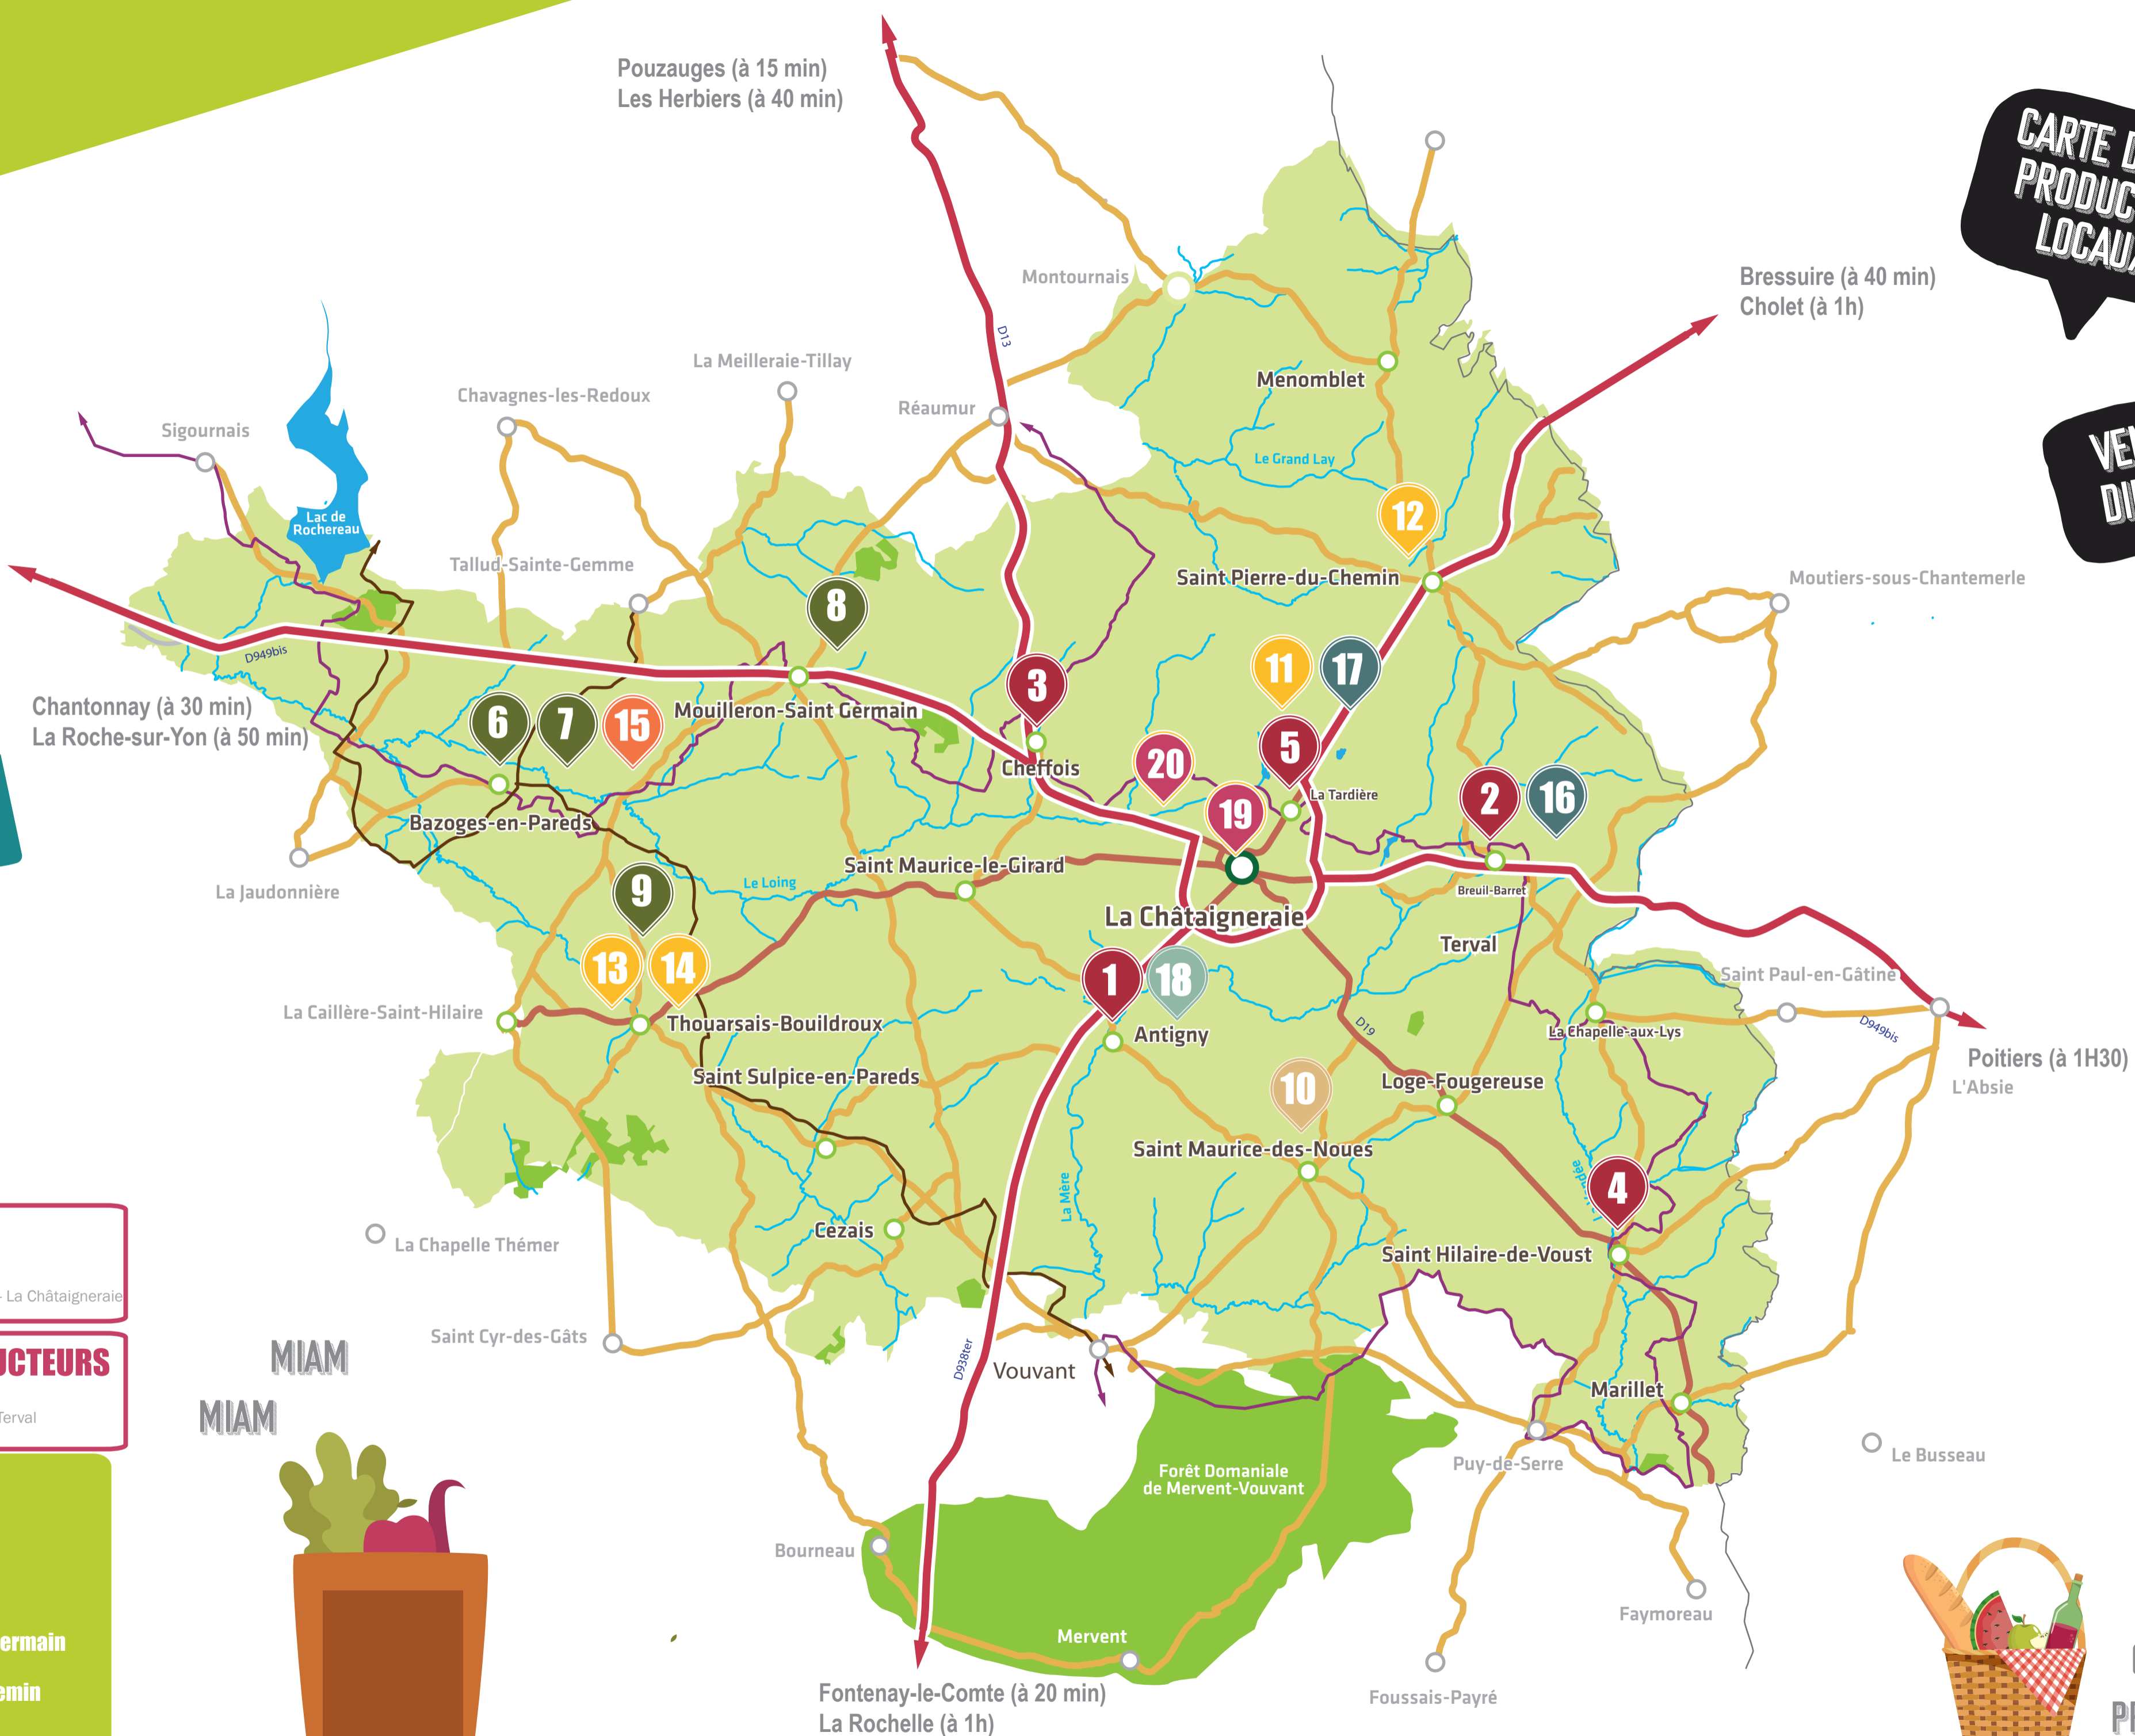 Pouzauges (à 15 min)
Les Herbiers (à 40 min)
CARTE D
PRODUC
LOCAU
Montournais
Bressuire (à 40 min)
Cholet (à 1h)
D13
La Meilleraie-Tillay
Menomblet
Chavagnes-les-Redoux
Réaumur
Sigournais
VE
DI
Le Grand Lay
Lac de
Rochereau
12
Tallud-Sainte-Gemme
Saint Pierre-du-Chemin
Moutiers-sous-Chantemerle
8
D949bis
11
17
3
Chantonnay (à 30 min)
La Roche-sur-Yon (à 50 min)
6
7
15
Mouilleron-Saint Germain
5
20
Cheffois
La Tardière
2
16
19
Bazoges-en-Pareds
Saint Maurice-le-Girard
Le Loing
La Jaudonnière
9
Breuil-Barret
La Châtaigneraie
Terval
13
14
1
18
Saint Paul-en-Gâtine
La Caillère-Saint-Hilaire
Thouarsais-Bouildroux
Antigny
D19
La Chapelle-aux-Lys
D949bis
Poitiers (à 1H30)
L'Absie
Saint Sulpice-en-Pareds
10
Loge-Fougereuse
Saint Maurice-des-Noues
La Mère
4
Cezais
La Chapelle Thémer
Saint Hilaire-de-Voust
- La Châtaigneraie
Saint Cyr-des-Gâts
D938ter
Vouvant
MIAM
UCTEURS
Marillet
MIAM
Terval
Puy-de-Serre
Le Busseau
Forêt Domaniale
de Mervent-Vouvant
Bourneau
Faymoreau
ermain
Mervent
emin
Fontenay-le-Comte (à 20 min)
La Rochelle (à 1h)
Foussais-Payré